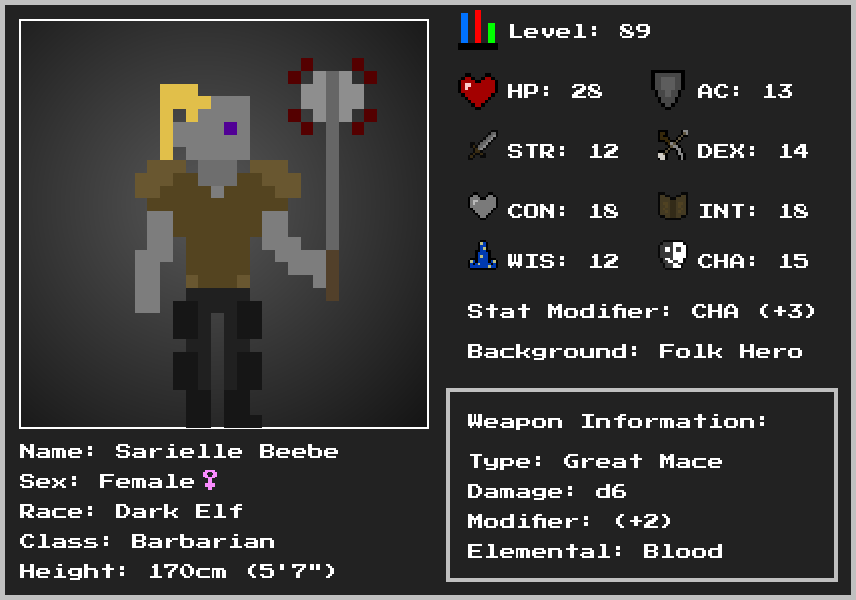 Level: 89
HP: 28 AC: 13
STR: 12 DEX: 14
CON: 18 INT: 18
WIS: 12 CHA: 15
Stat Modifier: CHA (+3)
Background: Folk Hero
Weapon Information:
Type: Great Mace
Damage: d6
Modifier: (+2)
Elemental: Blood
Name: Sarielle Beebe
Sex: Female♀
Race: Dark Elf
Class: Barbarian
Height: 170cm (5'7")